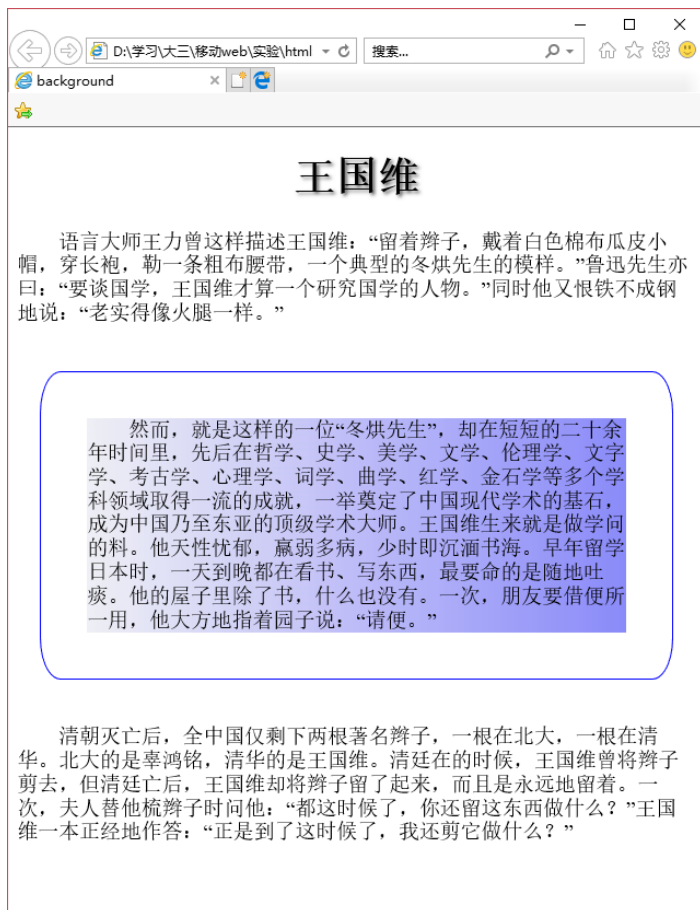 D:\学习\大三\移动web\实验\html
搜索...
background
王国维
语言大师王力曾这样描述王国维：“留着辫子，戴着白色棉布瓜皮小
帽，穿长袍，勒一条粗布腰带，一个典型的冬烘先生的模样。”鲁迅先生亦
曰：“要谈国学，王国维才算一个研究国学的人物。”同时他又恨铁不成钢
地说：“老实得像火腿一样。”
然而，就是这样的一位“冬烘先生”，却在短短的二十余
年时间里，先后在哲学、史学、美学、文学、伦理学、文字
学、考古学、心理学、词学、曲学、红学、金石学等多个学
科领域取得一流的成就，一举奠定了中国现代学术的基石，
成为中国乃至东亚的顶级学术大师。王国维生来就是做学问
的料。他天性忧郁，羸弱多病，少时即沉湎书海。早年留学
日本时，一天到晚都在看书、写东西，最要命的是随地吐
痰。他的屋子里除了书，什么也没有。一次，朋友要借便所
一用，他大方地指着园子说：“请便。”
清朝灭亡后，全中国仅剩下两根著名辫子，一根在北大，一根在清
华。北大的是辜鸿铭，清华的是王国维。清廷在的时候，王国维曾将辫子
剪去，但清廷亡后，王国维却将辫子留了起来，而且是永远地留着。一
次，夫人替他梳辫子时问他：“都这时候了，你还留这东西做什么？”王国
维一本正经地作答：“正是到了这时候了，我还剪它做什么？”